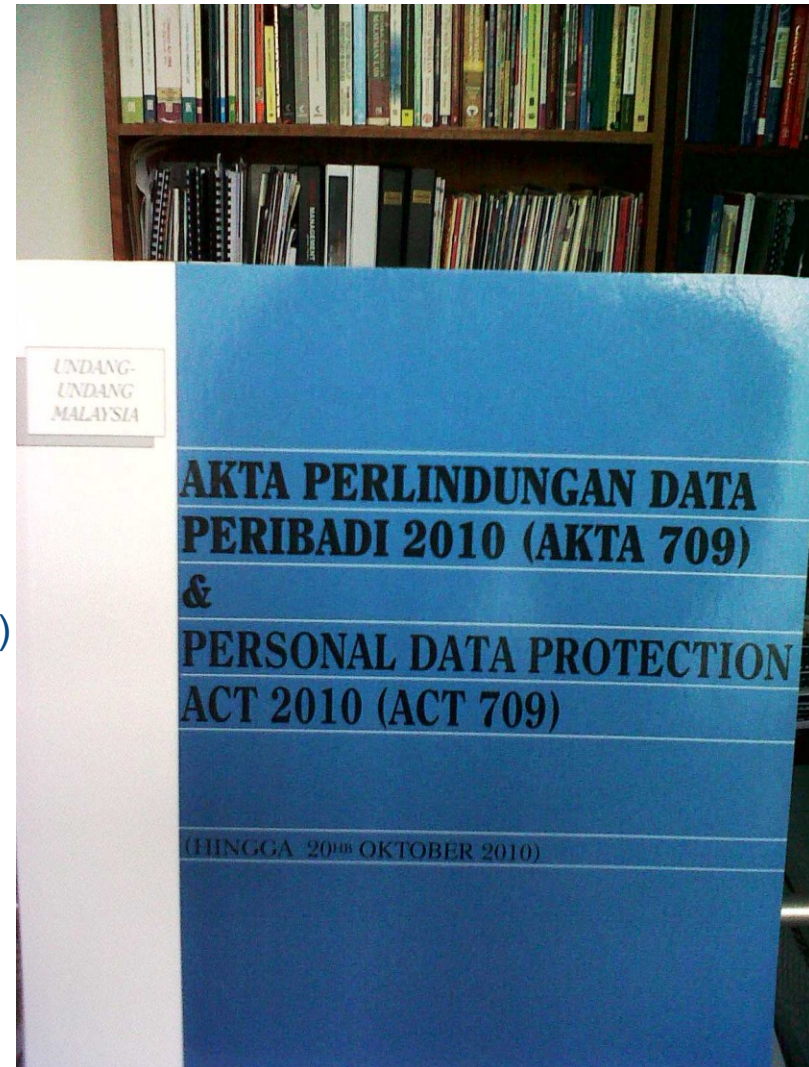 MANAGEMENT
UNDANG-
UNDANG
MALAYSIA
AKTA PERLINDUNGAN DATA
PERIBADI 2010 (AKTA 709)
&
)
PERSONAL DATA PROTECTION
ACT 2010 (ACT 709)
(HINGGA 20HB OKTOBER 2010)